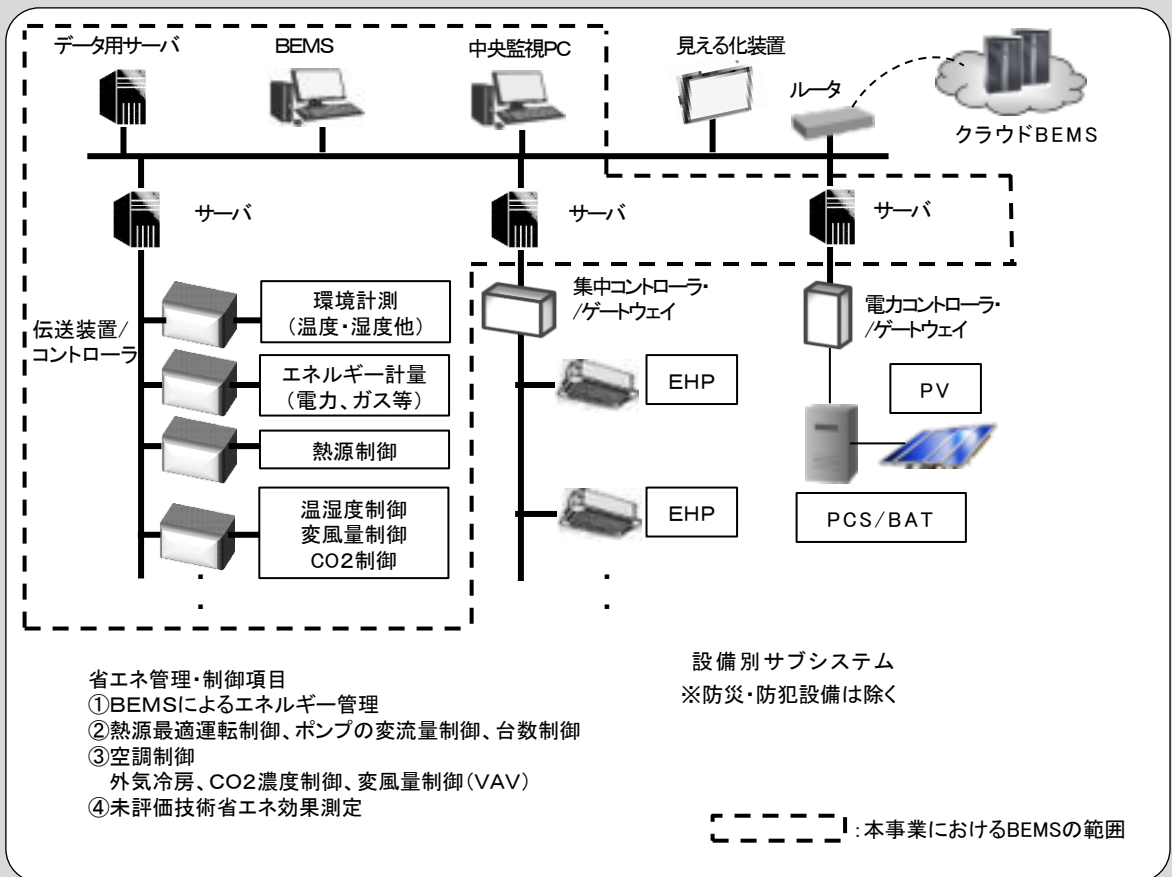 データ用サーバ
BEMS
中央監視PC
見える化装置
ルータ
クラウドBEMS
サーバ
サーバ
サーバ
伝送装置/
コントローラ
環境計測
(温度・湿度他)
エネルギー計量
(電力、ガス等)
熱源制御
温湿度制御
変風量制御
CO2制御
集中コントローラ・
/ゲートウェイ
EHP
EHP
電力コントローラ・
/ゲートウェイ
PV
PCS/BAT
省エネ管理・制御項目
①BEMSによるエネルギー管理
②熱源最適運転制御、ポンプの変流量制御、台数制御
③空調制御
外気冷房、CO2濃度制御、変風量制御(VAV)
④未評価技術省エネ効果測定
設備別サブシステム
※防災・防犯設備は除く
:本事業におけるBEMSの範囲